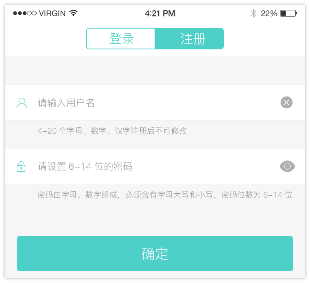 VIRGIN 4:21 PM 22%
登录 注册
请输入用户名
4-20 个字母、数字、汉字注册后不可修改
请设置 6-14 位的密码
密码由字母、数字组成，必须含有字母大写和小写，密码位数为 6-14 位
确定